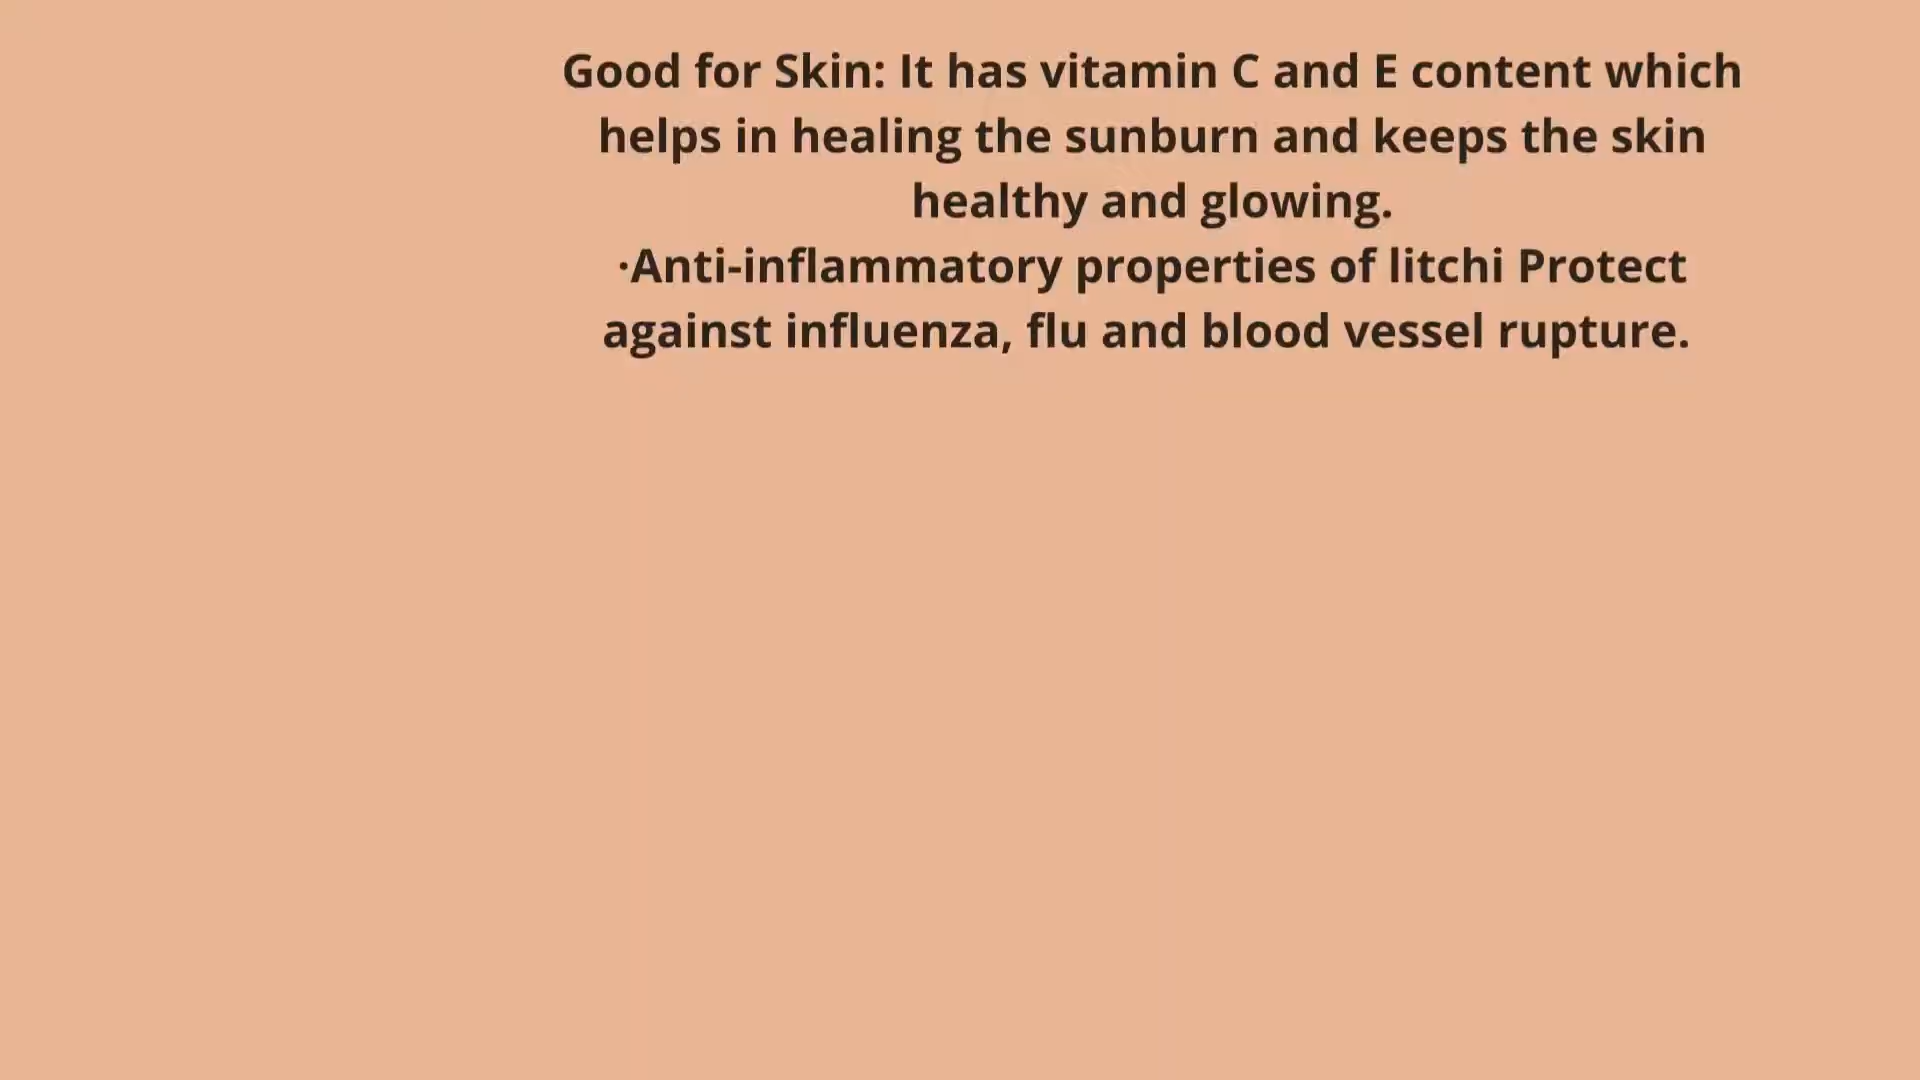 Good for Skin: It has vitamin C and E content which
helps in healing the sunburn and keeps the skin
healthy and glowing.
·Anti-inflammatory properties of litchi Protect
against influenza, flu and blood vessel rupture.